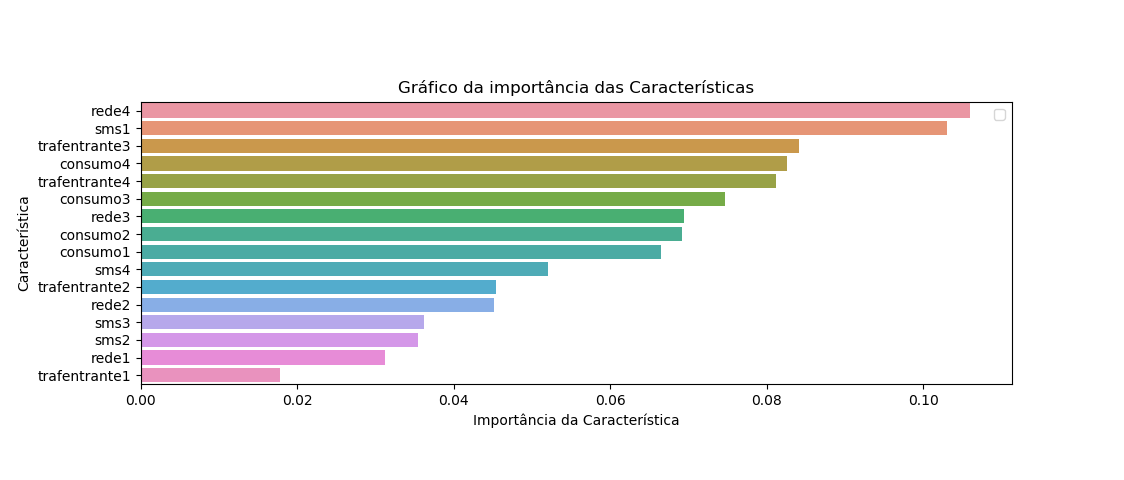 Gráfico da importância das Características
rede4
sms1
trafentrante3
consumo4
trafentrante4
consumo3
rede3
consumo2
consumo1
sms4
trafentrante2
rede2
sms3
sms2
rede1
trafentrante1
Característica
0.00 0.02 0.04 0.06 0.08 0.10
Importância da Característica